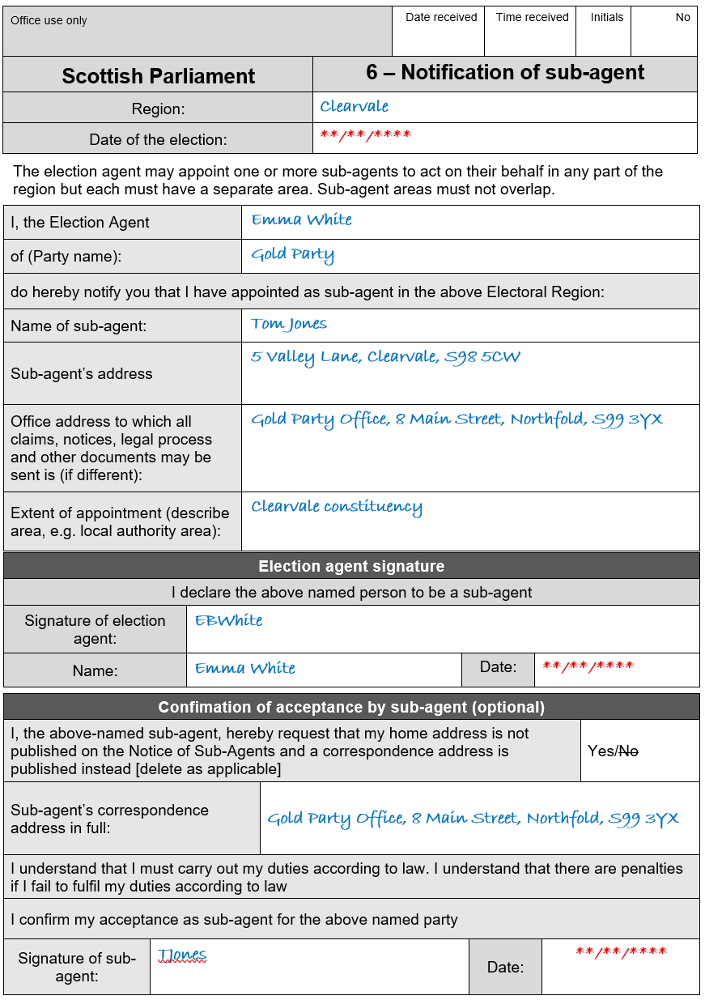 Office use only
Date received
Time received
Initials
No
Scottish Parliament
6 – Notification of sub-agent
Region:
Clearvale
Date of the election:
**/**/****
The election agent may appoint one or more sub-agents to act on their behalf in any part of the
region but each must have a separate area. Sub-agent areas must not overlap.
I, the Election Agent
Emma White
of (Party name):
Gold Party
do hereby notify you that I have appointed as sub-agent in the above Electoral Region:
Name of sub-agent:
Tom Jones
Sub-agent's address
5 Valley Lane, Clearvale, S98 5CW
Office address to which all
claims, notices, legal process
and other documents may be
sent is (if different):
Gold Party Office, 8 Main Street, Northfold, S99 3YX
Extent of appointment (describe
area, e.g. local authority area):
Clearvale constituency
Election agent signature
I declare the above named person to be a sub-agent
Signature of election
agent:
EBWhite
Name:
Emma White
Date:
**/**/****
Confimation of acceptance by sub-agent (optional)
I, the above-named sub-agent, hereby request that my home address is not
published on the Notice of Sub-Agents and a correspondence address is
published instead [delete as applicable]
Yes/No
Sub-agent's correspondence
address in full:
Gold Party Office, 8 Main Street, Northfold, S99 3YX
I understand that I must carry out my duties according to law. I understand that there are penalties
if I fail to fulfil my duties according to law
I confirm my acceptance as sub-agent for the above named party
Signature of sub-
agent:
TJones
Date:
**/**/****